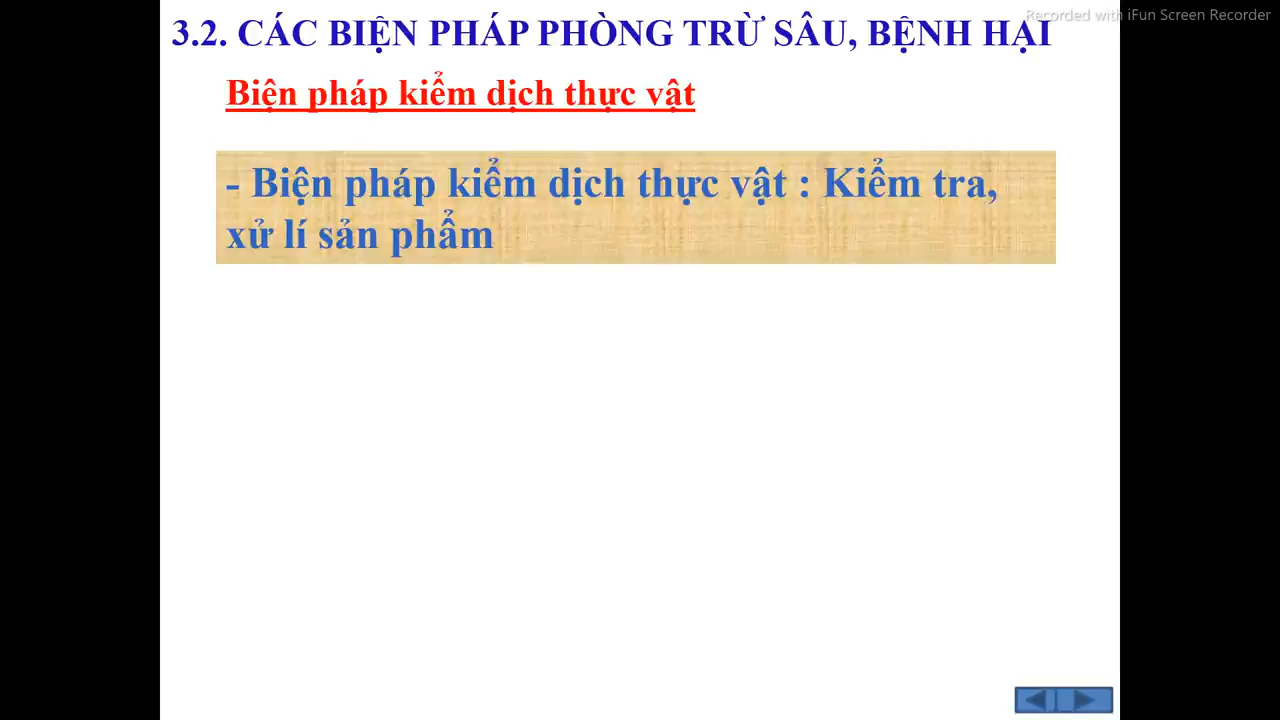 Recorded with iFun Screen Recorder
3.2. CÁC BIỆN PHÁP PHÒNG TRỪ SÂU, BỆNH HẠI
Biện pháp kiểm dịch thực vật
- Biện pháp kiểm dịch thực vật : Kiểm tra,
xử lí sản phẩm